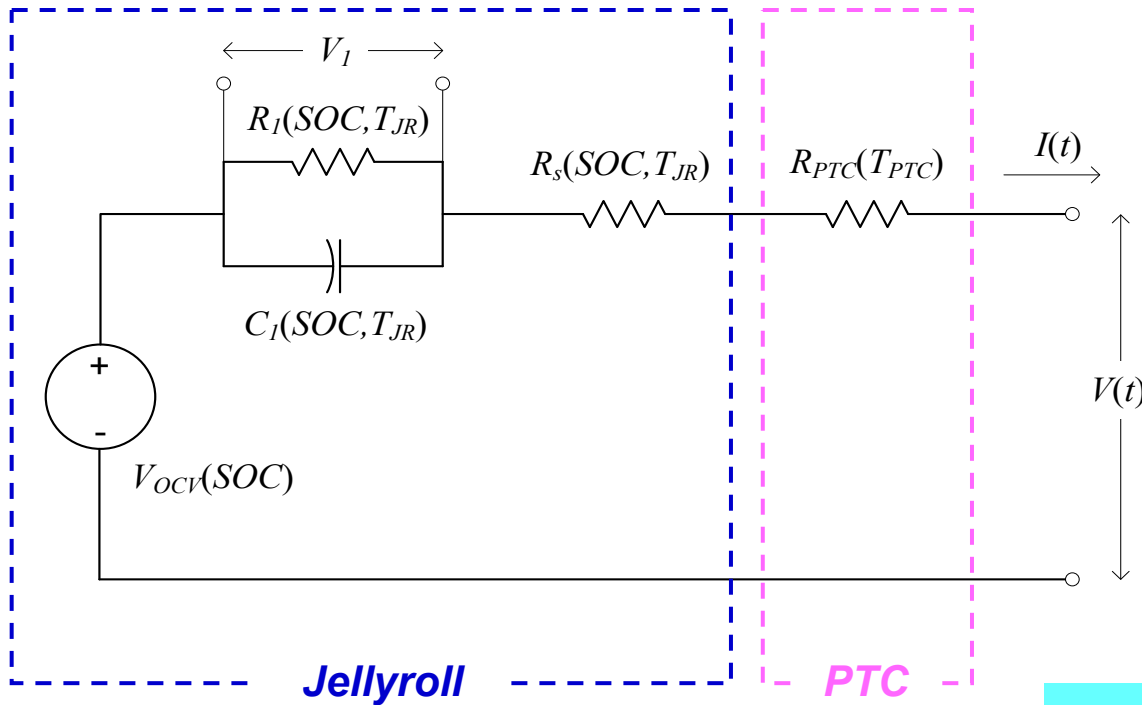 V1
R1(SOC,TJR)
Rs(SOC,TJR)
RPTC(TPTC)
I(t)
C1(SOC,TJR)
+
-
V(t)
VOCV(SOC)
Jellyroll
PTC